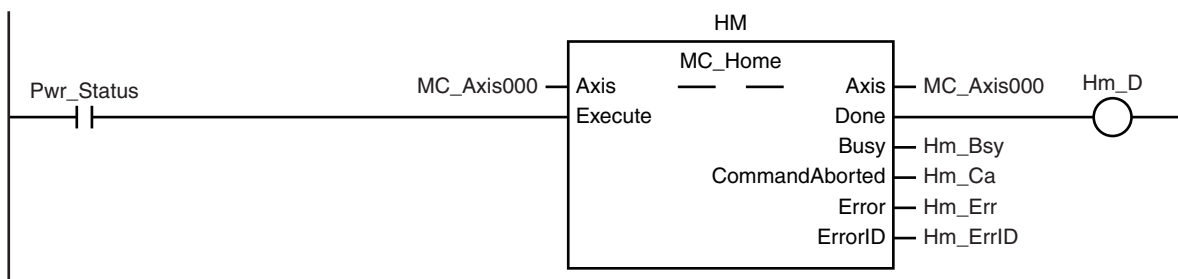 HM
MC_Home
Pwr_Status
MC_Axis000 Axis Axis MC_Axis000 Hm_D
Execute Done
Busy Hm_Bsy
CommandAborted Hm_Ca
Error Hm_Err
ErrorID Hm_ErrID